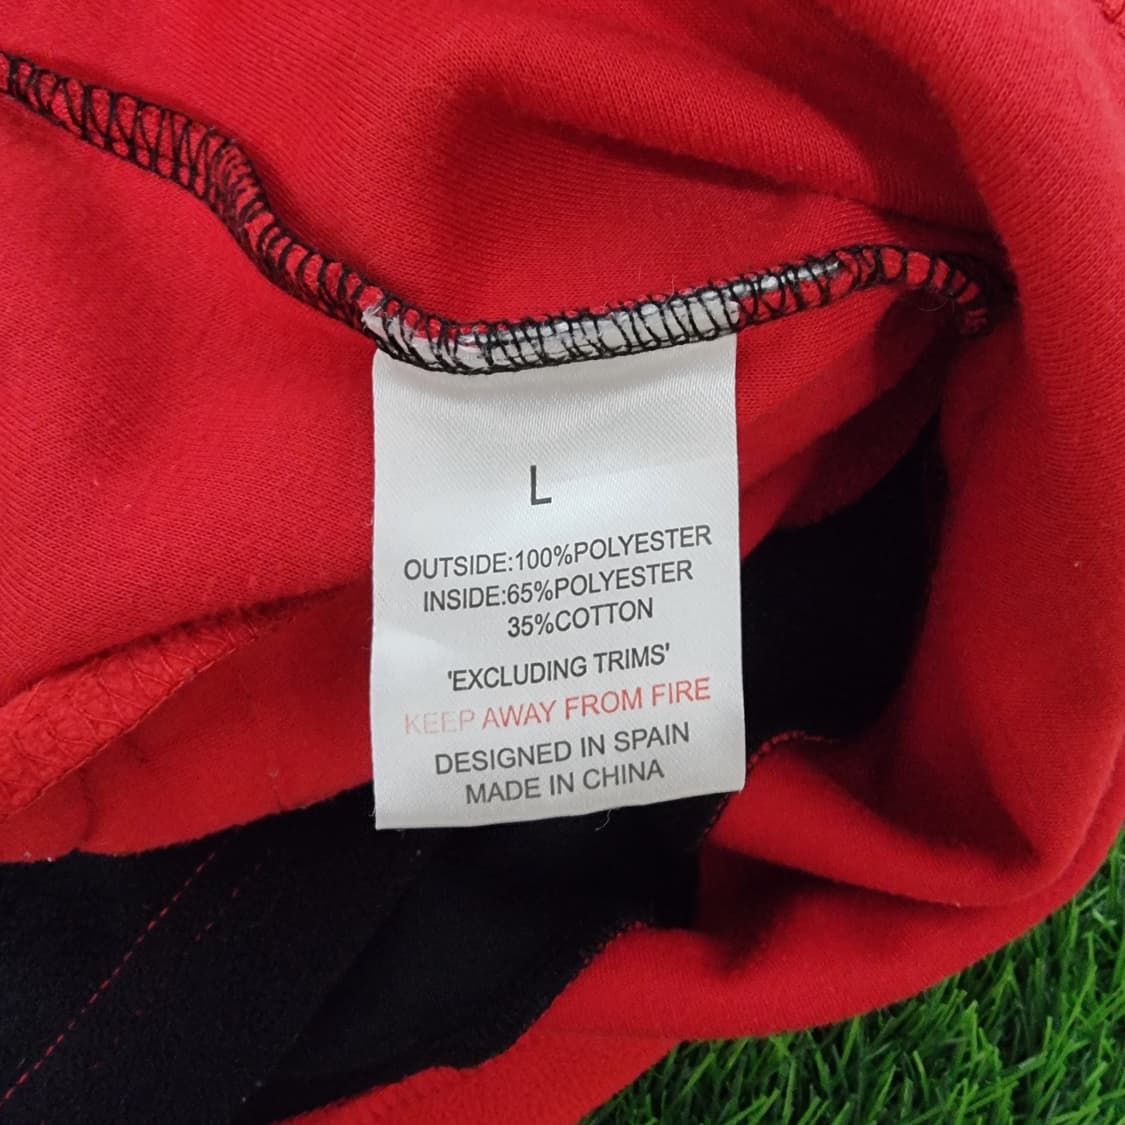 L
OUTSIDE:100%POLYESTER
INSIDE:65%POLYESTER
35%COTTON
'EXCLUDING TRIMS'
KEEP AWAY FROM FIRE
DESIGNED IN SPAIN
MADE IN CHINA